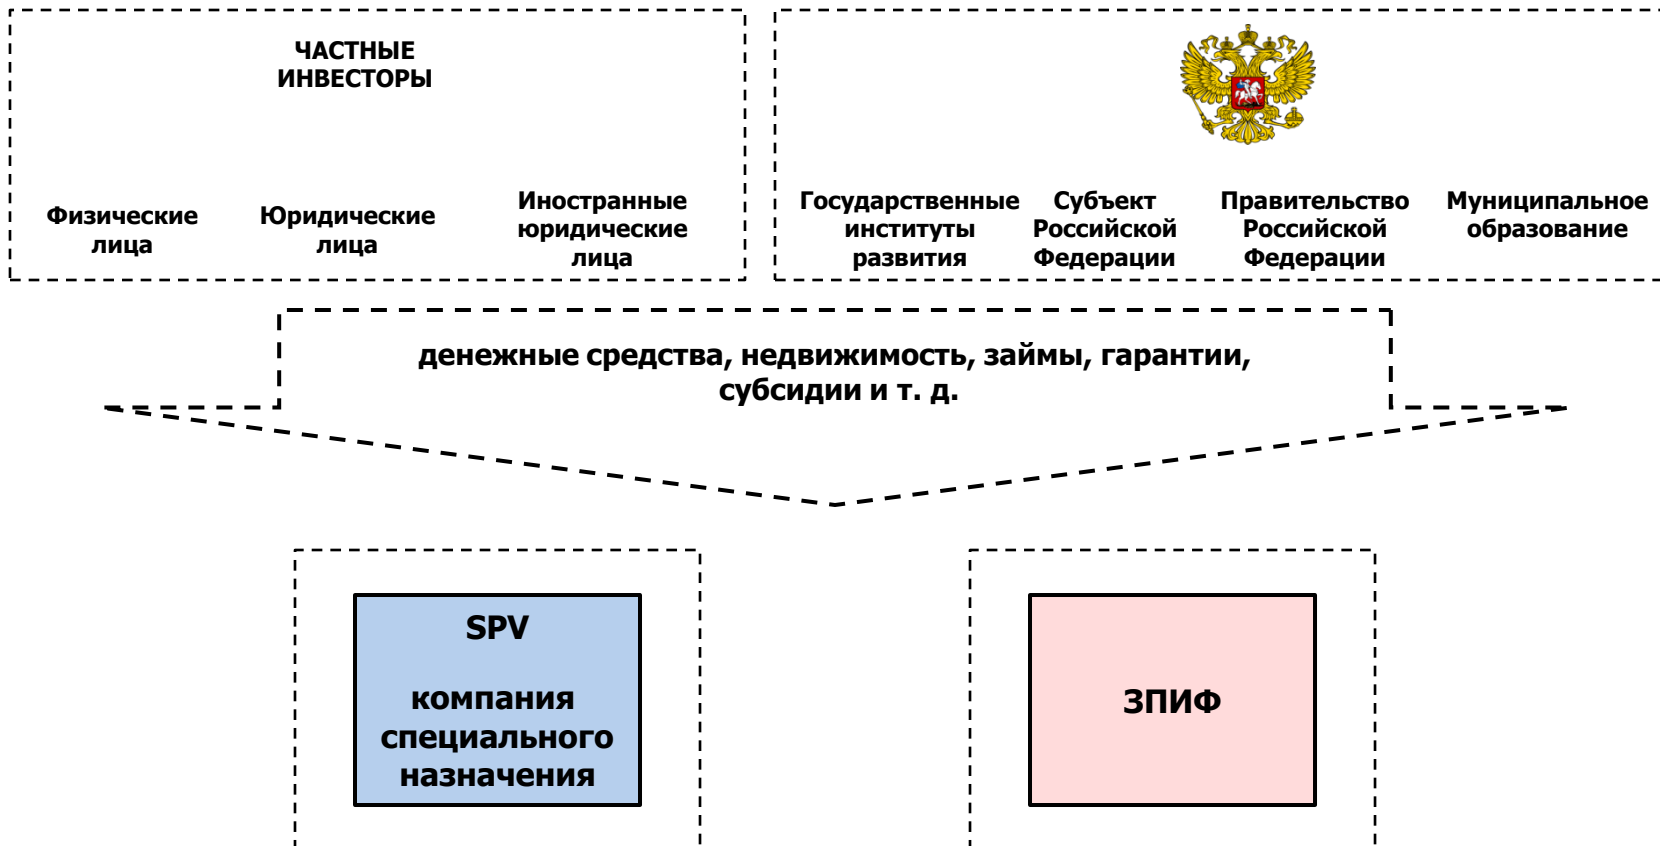 ЧАСТНЫЕ
ИНВЕСТОРЫ
Физические
лица
Юридические
лица
Иностранные
юридические
лица
Государственные
институты
развития
Субъект
Российской
Федерации
Правительство
Российской
Федерации
Муниципальное
образование
денежные средства, недвижимость, займы, гарантии,
субсидии и т. д.
SPV
компания
специального
назначения
ЗПИФ